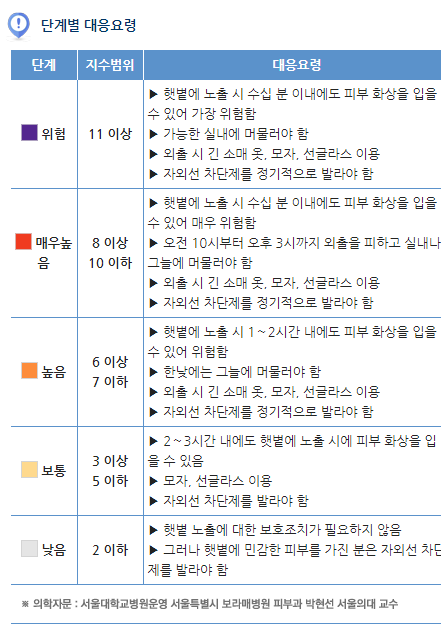 단계별 대응요령
단계 지수범위 대응요령
위험 11 이상
▶ 햇볕에 노출 시 수십 분 이내에도 피부 화상을 입을
수 있어 가장 위험함
▶ 가능한 실내에 머물러야 함
▶ 외출 시 긴 소매 옷, 모자, 선글라스 이용
▶ 자외선 차단제를 정기적으로 발라야 함
매우높
음
8 이상
10 이하
▶ 햇볕에 노출 시 수십 분 이내에도 피부 화상을 입을
수 있어 매우 위험함
▶ 오전 10시부터 오후 3시까지 외출을 피하고 실내나
그늘에 머물러야 함
▶ 외출 시 긴 소매 옷, 모자, 선글라스 이용
▶ 자외선 차단제를 정기적으로 발라야 함
높음
6 이상
7 이하
▶ 햇볕에 노출 시 1~2시간 내에도 피부 화상을 입을
수 있어 위험함
▶ 한낮에는 그늘에 머물러야 함
▶ 외출 시 긴 소매 옷, 모자, 선글라스 이용
▶ 자외선 차단제를 정기적으로 발라야 함
보통
3 이상
5 이하
▶ 2~3시간 내에도 햇볕에 노출 시에 피부 화상을 입
을 수 있음
▶ 모자, 선글라스 이용
▶ 자외선 차단제를 발라야 함
낮음 2 이하
▶ 햇볕 노출에 대한 보호조치가 필요하지 않음
▶ 그러나 햇볕에 민감한 피부를 가진 분은 자외선 차단
제를 발라야 함
※ 의학자문 : 서울대학교병원운영 서울특별시 보라매병원 피부과 박현선 서울의대 교수